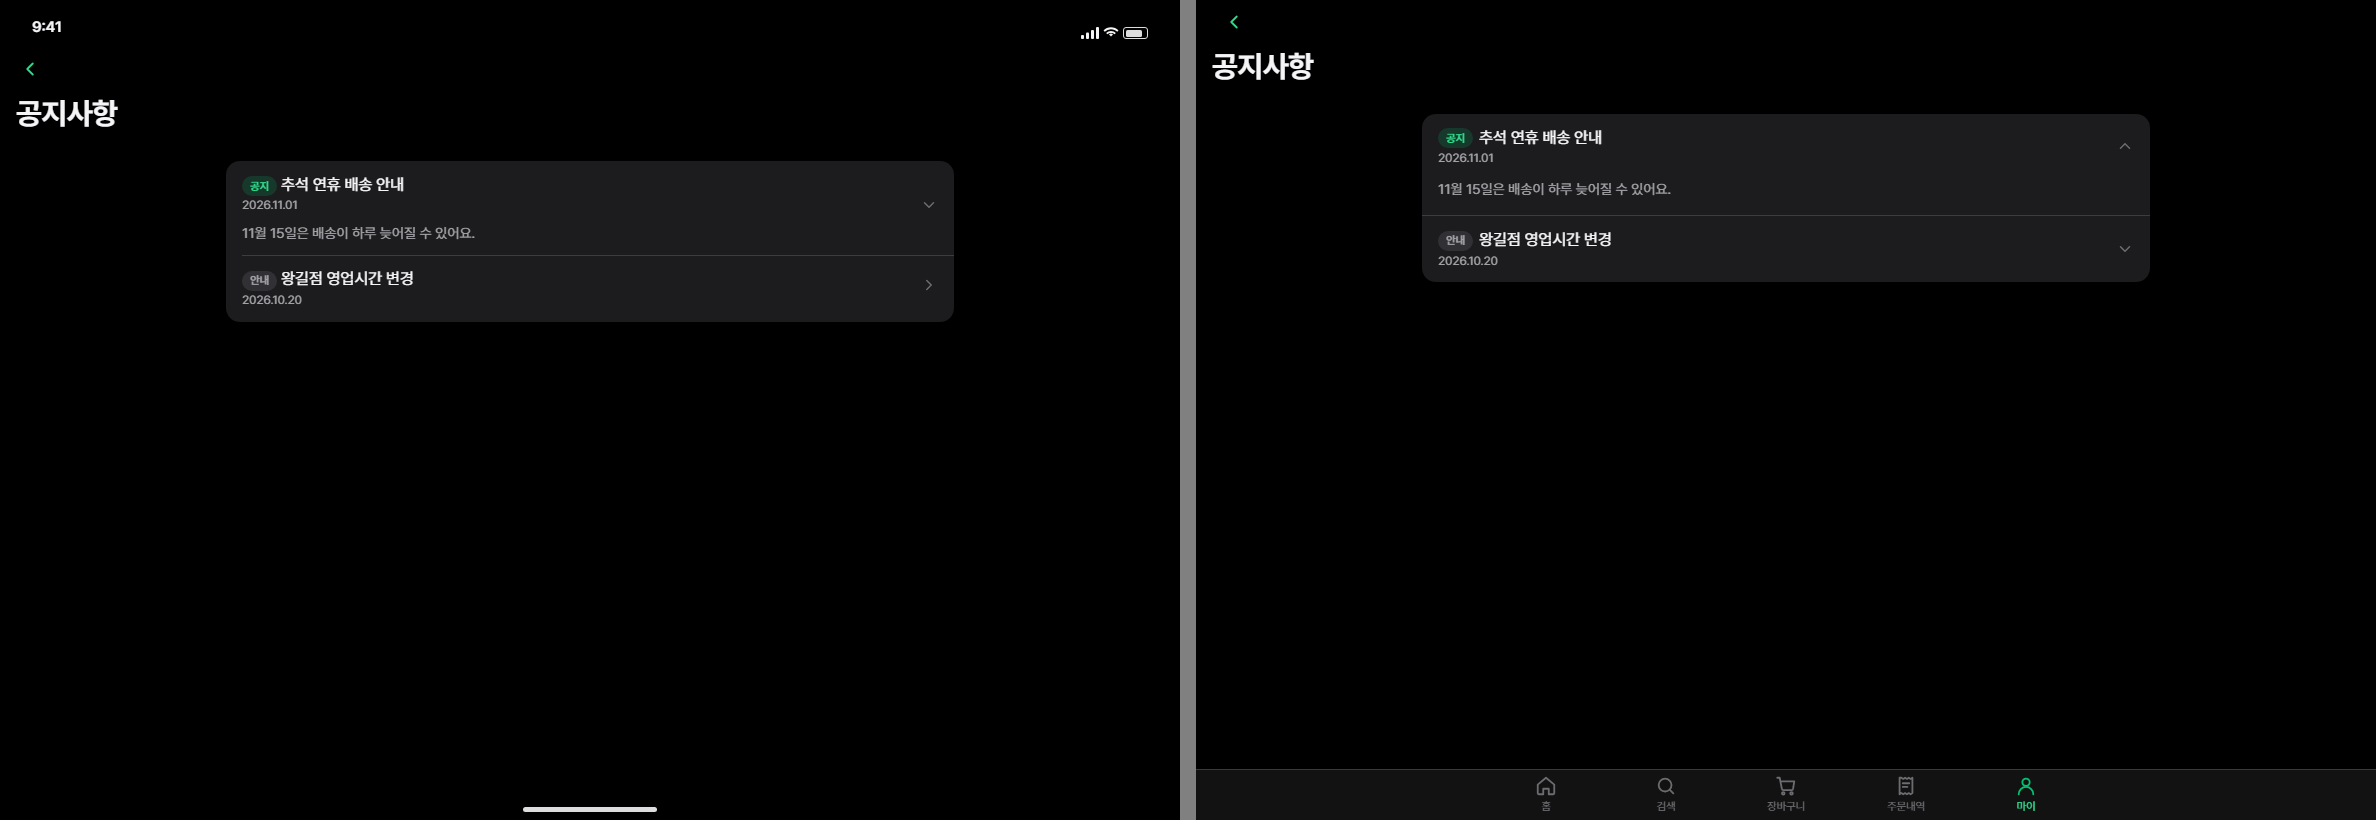 9:41
공지사항
공지 추석 연휴 배송 안내
2026.11.01
11월 15일은 배송이 하루 늦어질 수 있어요.
안내 왕길점 영업시간 변경
2026.10.20
공지사항
공지 추석 연휴 배송 안내
2026.11.01
11월 15일은 배송이 하루 늦어질 수 있어요.
안내 왕길점 영업시간 변경
2026.10.20
홈 검색 장바구니 주문내역 마이